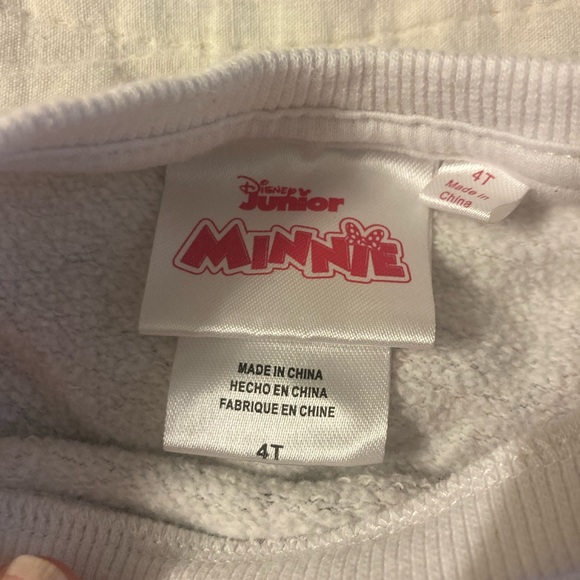 Disney
Junior
MINNIE
4T
Made in
China
MADE IN CHINA
HECHO EN CHINA
FABRIQUE EN CHINE
4T